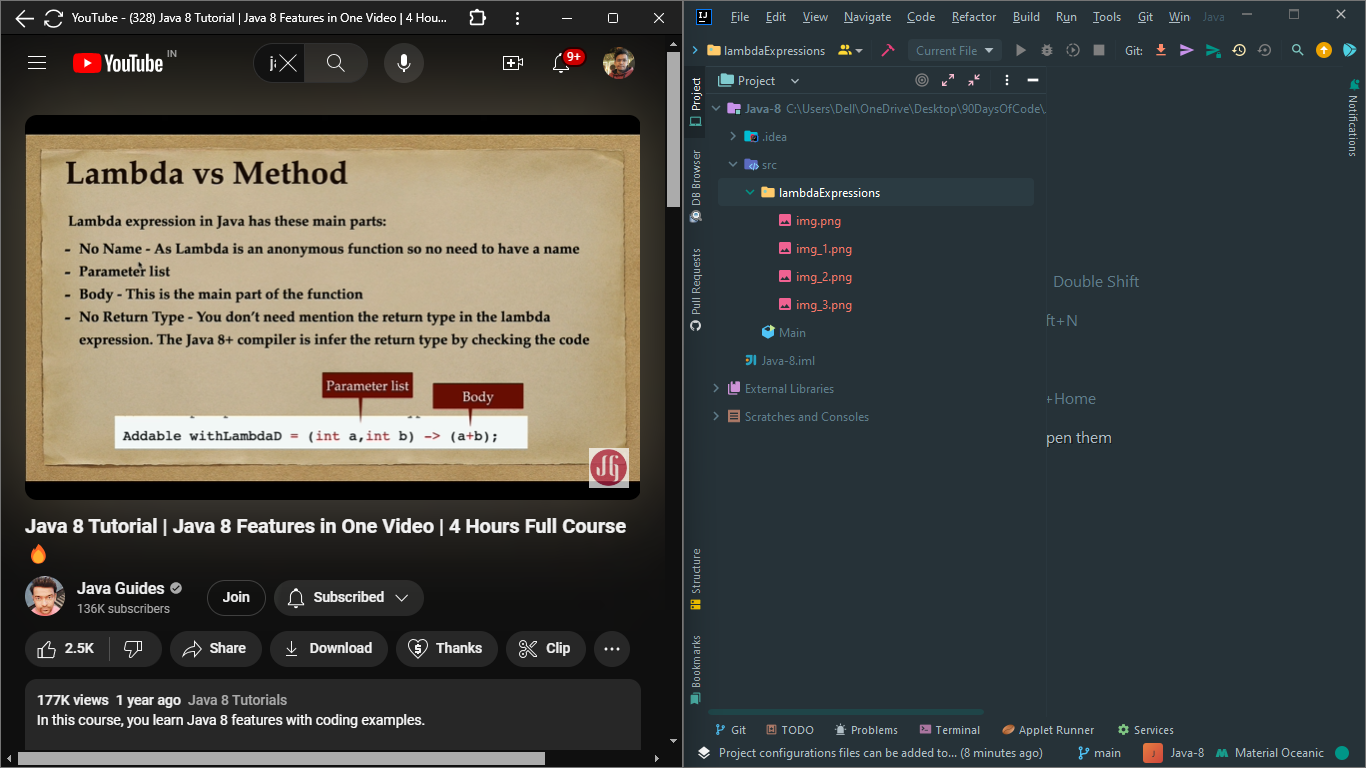 YouTube - (328) Java 8 Tutorial | Java 8 Features in One Video | 4 Hou...
YouTube IN
9+
Lambda vs Method
Lambda expression in Java has these main parts:
- No Name - As Lambda is an anonymous function so no need to have a name
- Parameter list
- Body - This is the main part of the function
- No Return Type - You don't need mention the return type in the lambda
expression. The Java 8+ compiler is infer the return type by checking the code
Parameter list
Body
Addable withLambdaD = (int a,int b) -> (a+b);
JG
Java 8 Tutorial | Java 8 Features in One Video | 4 Hours Full Course
Java Guides
136K subscribers
Join
Subscribed
2.5K
Share
Download
Thanks
Clip
177K views 1 year ago Java 8 Tutorials
In this course, you learn Java 8 features with coding examples.
IJ File Edit View Navigate Code Refactor Build Run Tools Git Win Java
lambdaExpressions
Current File
Git:
Project
Java-8 C:\Users\Dell\OneDrive\Desktop\90DaysOfCode\
.idea
src
lambdaExpressions
img.png
img_1.png
img_2.png
img_3.png
Main
Java-8.iml
External Libraries
Scratches and Consoles
Double Shift
ft+N
+Home
pen them
Project
DB Browser
Pull Requests
Structure
Bookmarks
Notifications
Git TODO Problems Terminal Applet Runner Services
Project configurations files can be added to... (8 minutes ago)
main
Java-8
Material Oceanic